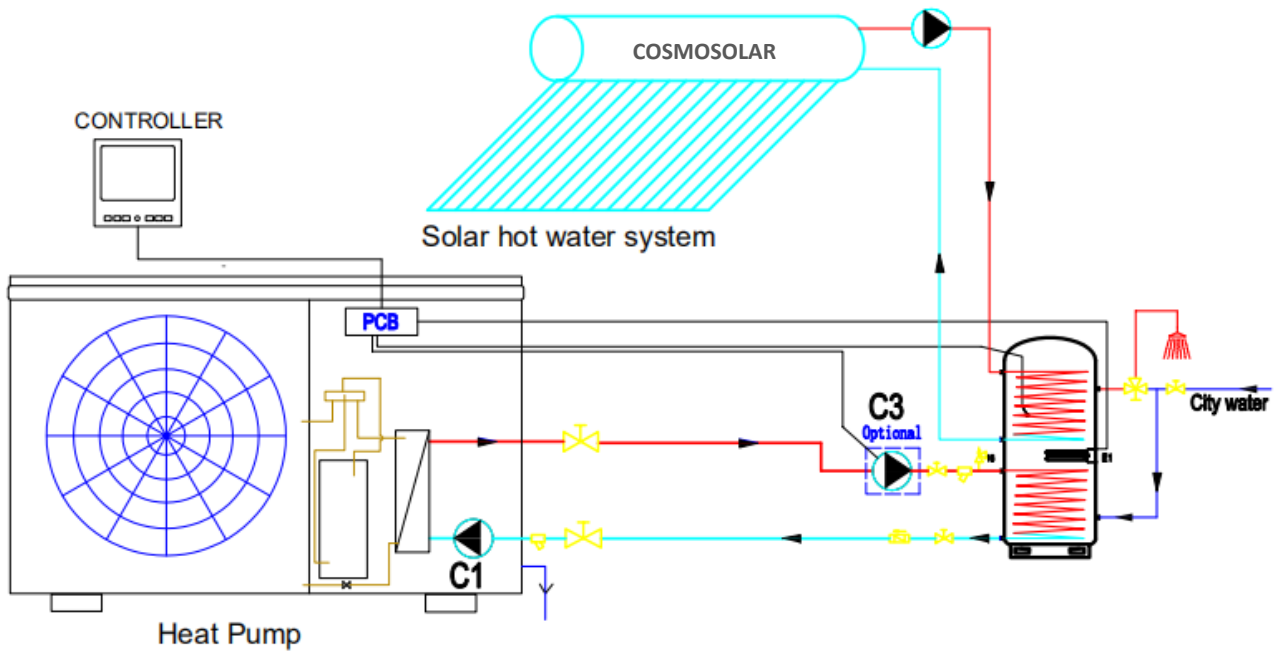 COSMOSOLAR
CONTROLLER
Solar hot water system
PCB
C3
Optional
City water
E1
C1
Heat Pump